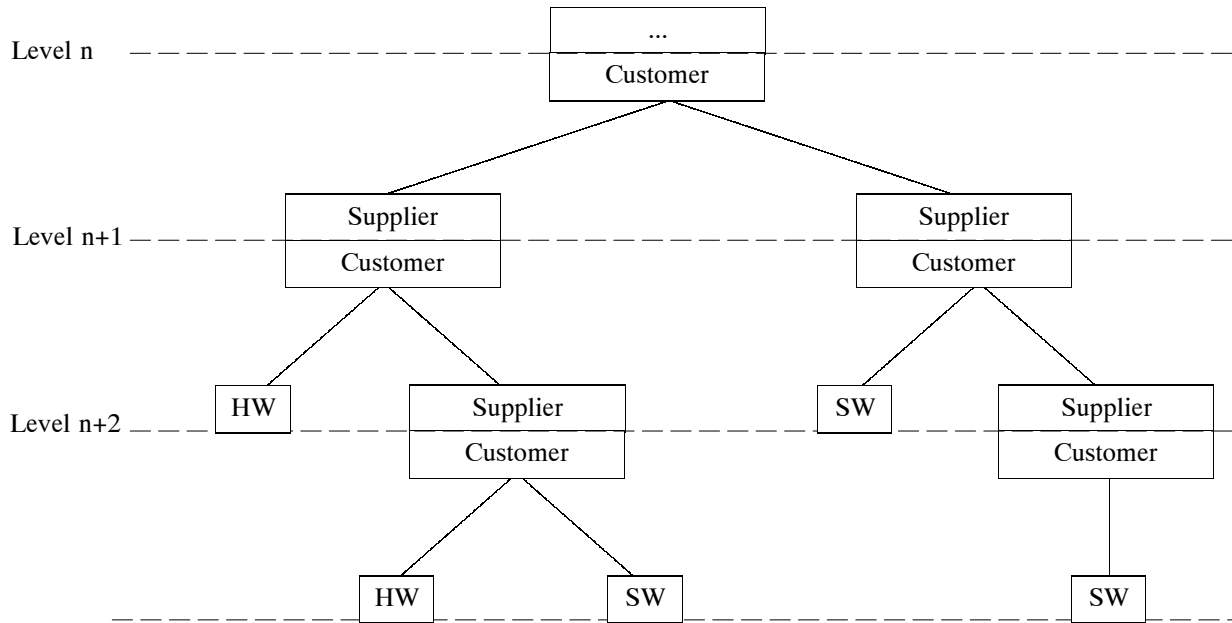 ...
Level n
Customer
Supplier
Supplier
Level n+1
Customer
Customer
HW
Supplier
SW
Supplier
Level n+2
Customer
Customer
HW
SW
SW